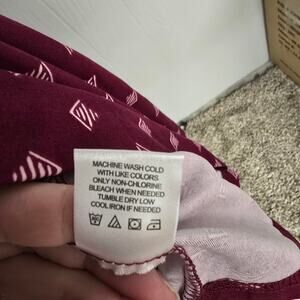 MACHINE WASH COLD
WITH LIKE COLORS
ONLY NON-CHLORINE
BLEACH WHEN NEEDED
TUMBLE DRY LOW
COOL IRON IF NEEDED